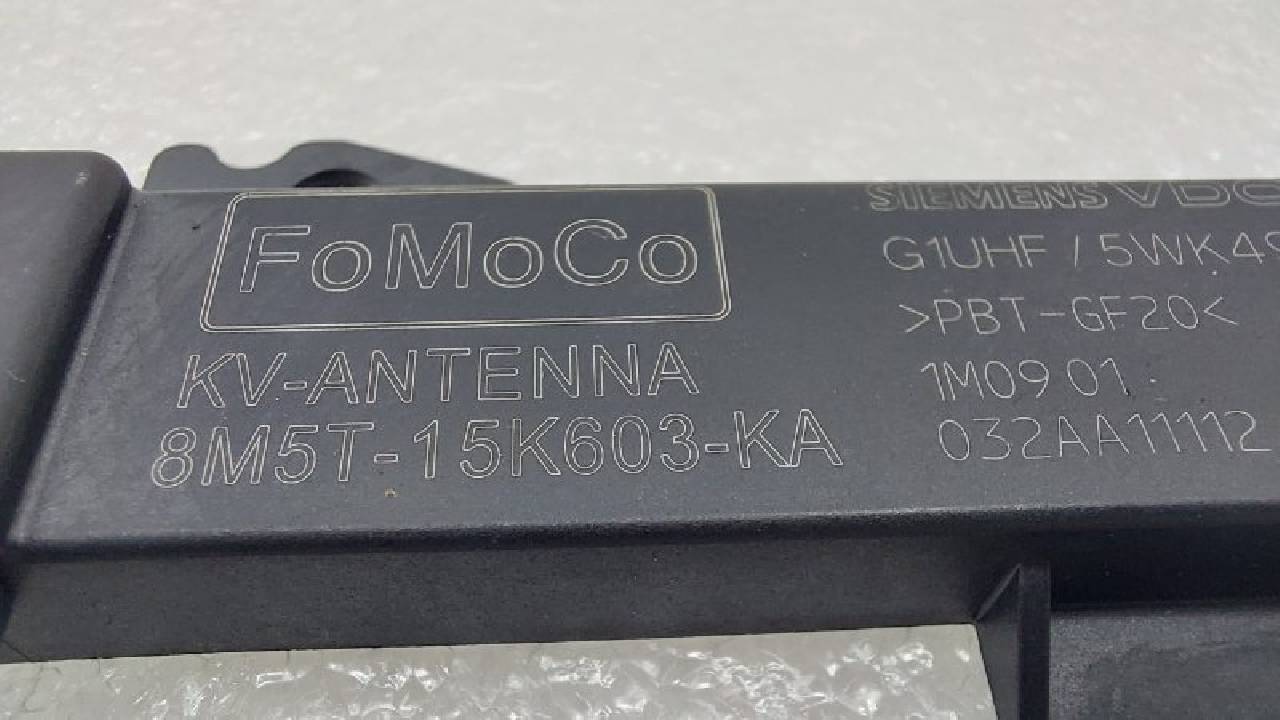 FoMoCo
KV-ANTENNA
8M5T-15K603-KA
SIEMENS VDO
G1UHF / 5WK49
>PBT-GF20<
1M09 01
032AA11112